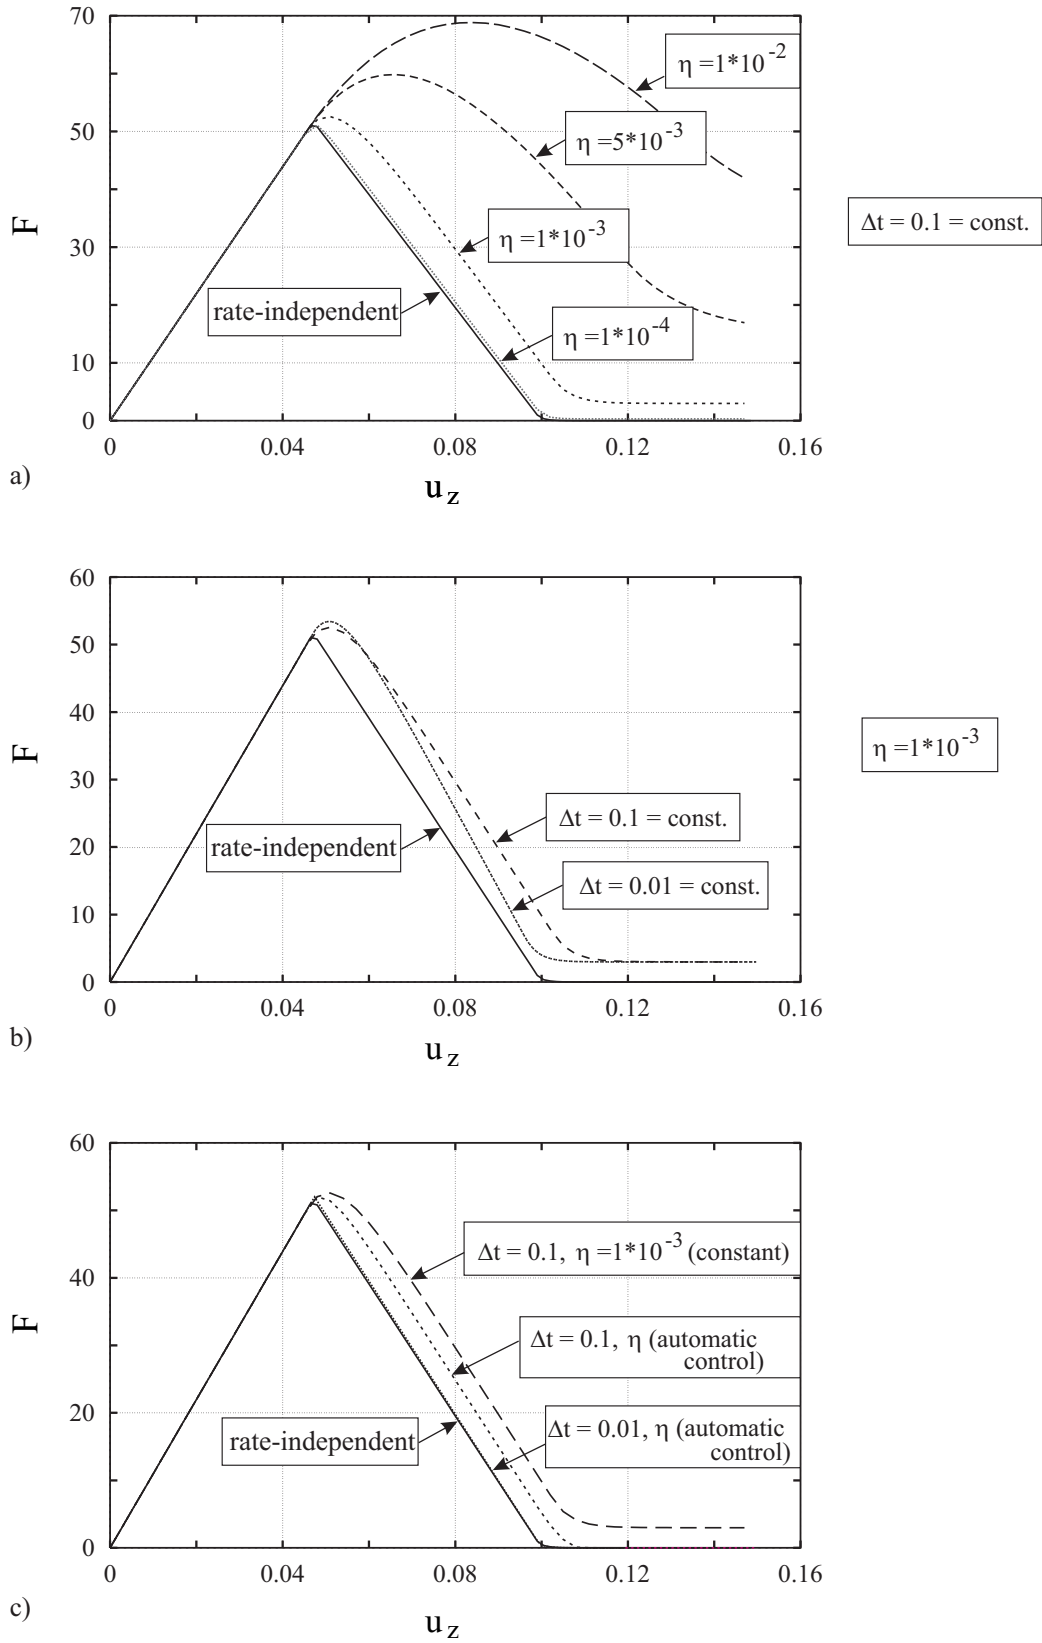 70
50
30
10
0
F
η =1*10^-2
η =5*10^-3
η =1*10^-3
rate-independent
η =1*10^-4
Δt = 0.1 = const.
0 0.04 0.08 0.12 0.16
a)
u_z
60
50
40
30
20
10
0
F
η =1*10^-3
Δt = 0.1 = const.
rate-independent
Δt = 0.01 = const.
0 0.04 0.08 0.12 0.16
b)
u_z
60
40
20
0
F
Δt = 0.1, η =1*10^-3 (constant)
Δt = 0.1, η (automatic
control)
rate-independent
Δt = 0.01, η (automatic
control)
0 0.04 0.08 0.12 0.16
c)
u_z